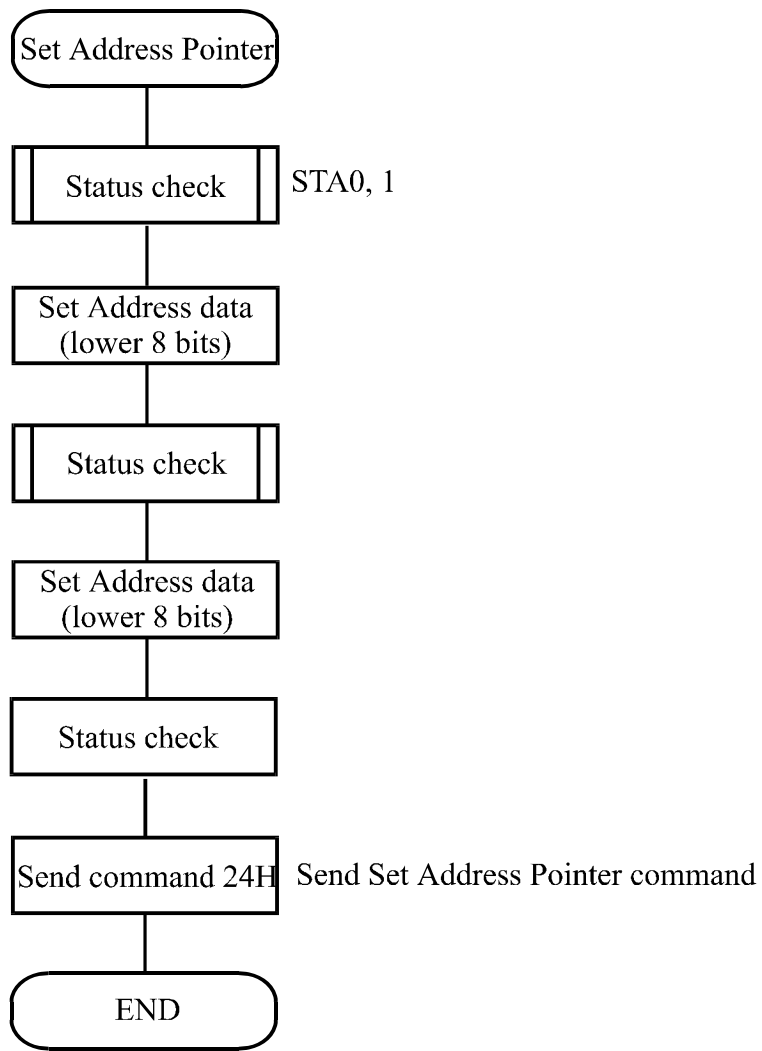 Set Address Pointer
Status check
STA0, 1
Set Address data
(lower 8 bits)
Status check
Set Address data
(lower 8 bits)
Status check
Send command 24H
Send Set Address Pointer command
END